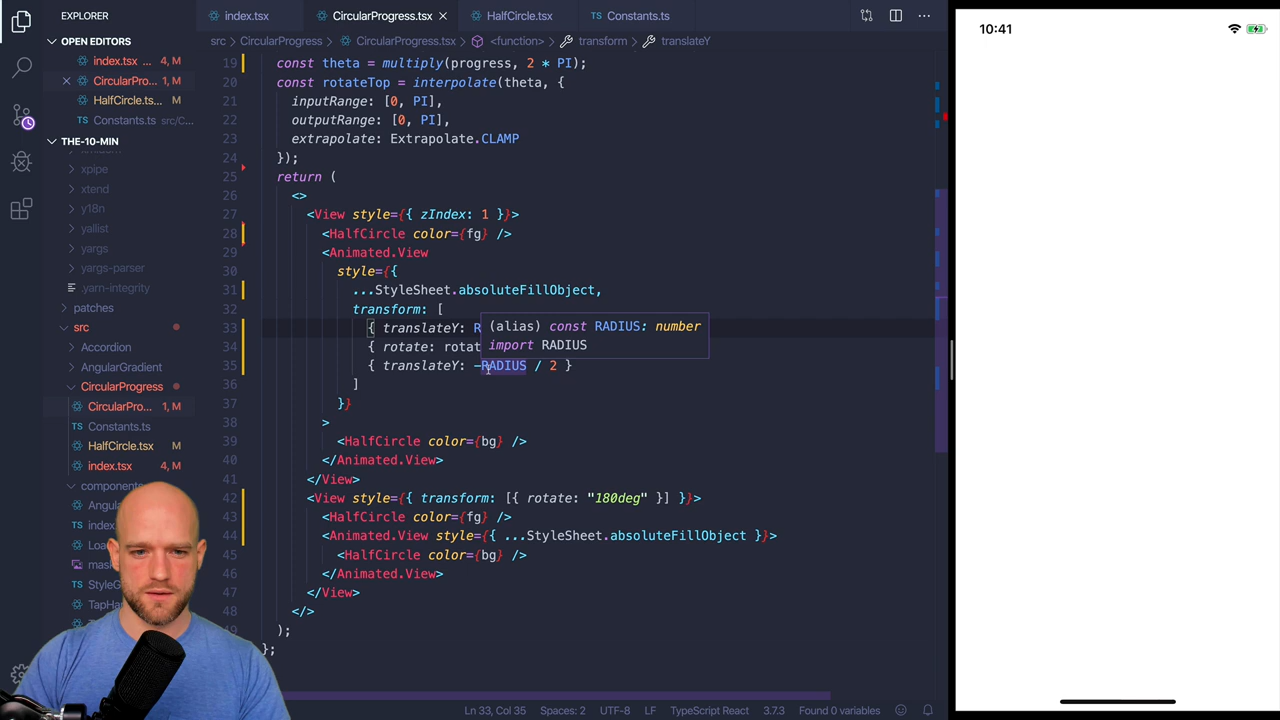 EXPLORER
index.tsx
CircularProgress.tsx
HalfCircle.tsx
Constants.ts
OPEN EDITORS
src
CircularProgress.tsx
transform
translateY
index.tsx ... 4, M
CircularPro... 1, M
HalfCircle.ts... M
Constants.ts src/C...
THE-10-MIN
xpipe
xtend
y18n
yallist
yargs
yargs-parser
yarn-integrity
patches
src
Accordion
AngularGradient
CircularProgress
CircularPro... 1, M
Constants.ts
HalfCircle.tsx M
index.tsx 4, M
19 const theta = multiply(progress, 2 * PI);
20 const rotateTop = interpolate(theta, {
21 inputRange: [0, PI],
22 outputRange: [0, PI],
23 extrapolate: Extrapolate.CLAMP
24 });
25 return (
26 <>
27 <View style={{ zIndex: 1 }}>
28 <HalfCircle color={fg} />
29 <Animated.View
30 style={{
31 ...StyleSheet.absoluteFillObject,
32 transform: [
33 { translateY:
34 { rotate:
35 { translateY: -RADIUS / 2 }
36 ]
37 }}
38 >
39 <HalfCircle color={bg} />
40 </Animated.View>
41 </View>
42 <View style={{ transform: [{ rotate: "180deg" }] }}>
43 <HalfCircle color={fg} />
44 <Animated.View style={{ ...StyleSheet.absoluteFillObject }}>
45 <HalfCircle color={bg} />
46 </Animated.View>
47 </View>
48 </>
);
};
(alias) const RADIUS: number
import RADIUS
33, Col 35
Spaces: 2
UTF-8
LF
TypeScript React
3.7.3
Found 0 variables
10:41